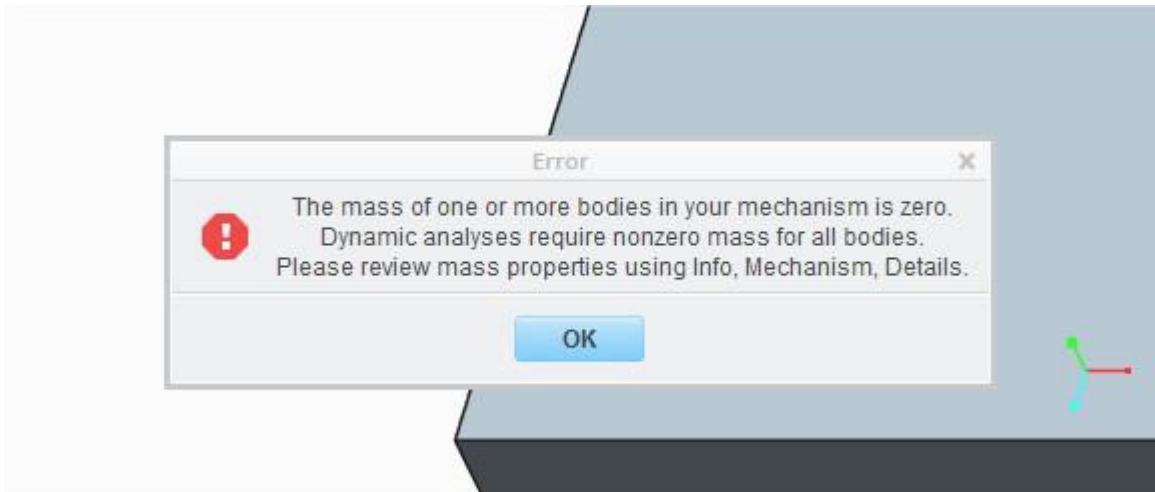 Error
The mass of one or more bodies in your mechanism is zero.
Dynamic analyses require nonzero mass for all bodies.
Please review mass properties using Info, Mechanism, Details.
OK